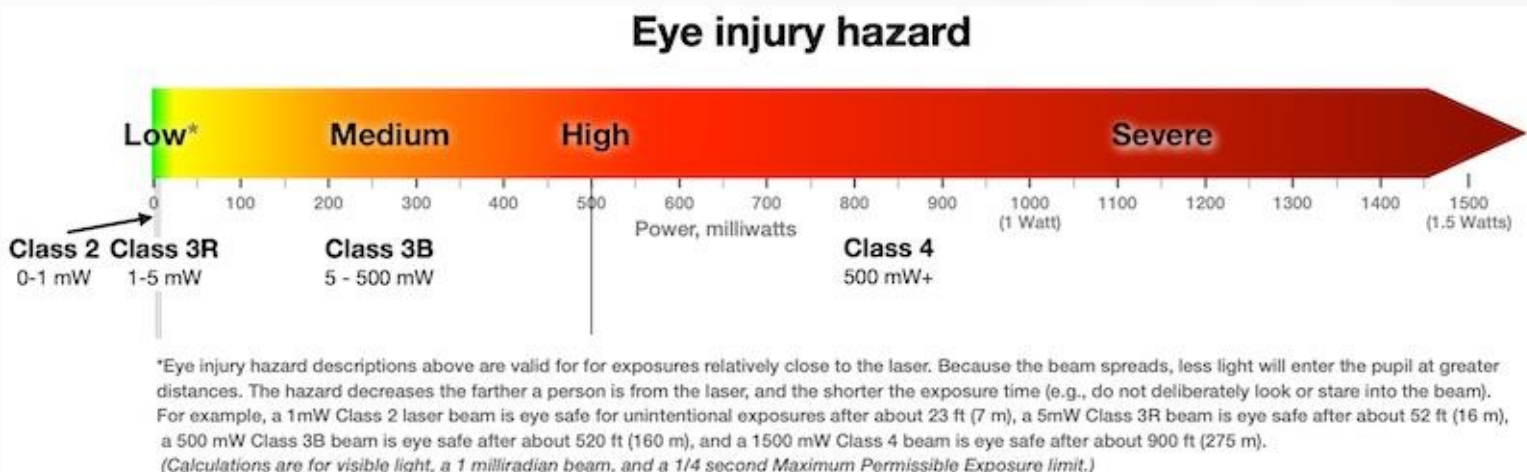 Eye injury hazard
Low* Medium High Severe
0 100 200 300 400 500 600 700 800 900 1000 1100 1200 1300 1400 1500
Power, milliwatts (1 Watt) (1.5 Watts)
Class 2 Class 3R Class 3B Class 4
0-1 mW 1-5 mW 5 - 500 mW 500 mW+
*Eye injury hazard descriptions above are valid for for exposures relatively close to the laser. Because the beam spreads, less light will enter the pupil at greater
distances. The hazard decreases the farther a person is from the laser, and the shorter the exposure time (e.g., do not deliberately look or stare into the beam).
For example, a 1mW Class 2 laser beam is eye safe for unintentional exposures after about 23 ft (7 m), a 5mW Class 3R beam is eye safe after about 52 ft (16 m),
a 500 mW Class 3B beam is eye safe after about 520 ft (160 m), and a 1500 mW Class 4 beam is eye safe after about 900 ft (275 m).
(Calculations are for visible light, a 1 milliradian beam, and a 1/4 second Maximum Permissible Exposure limit.)